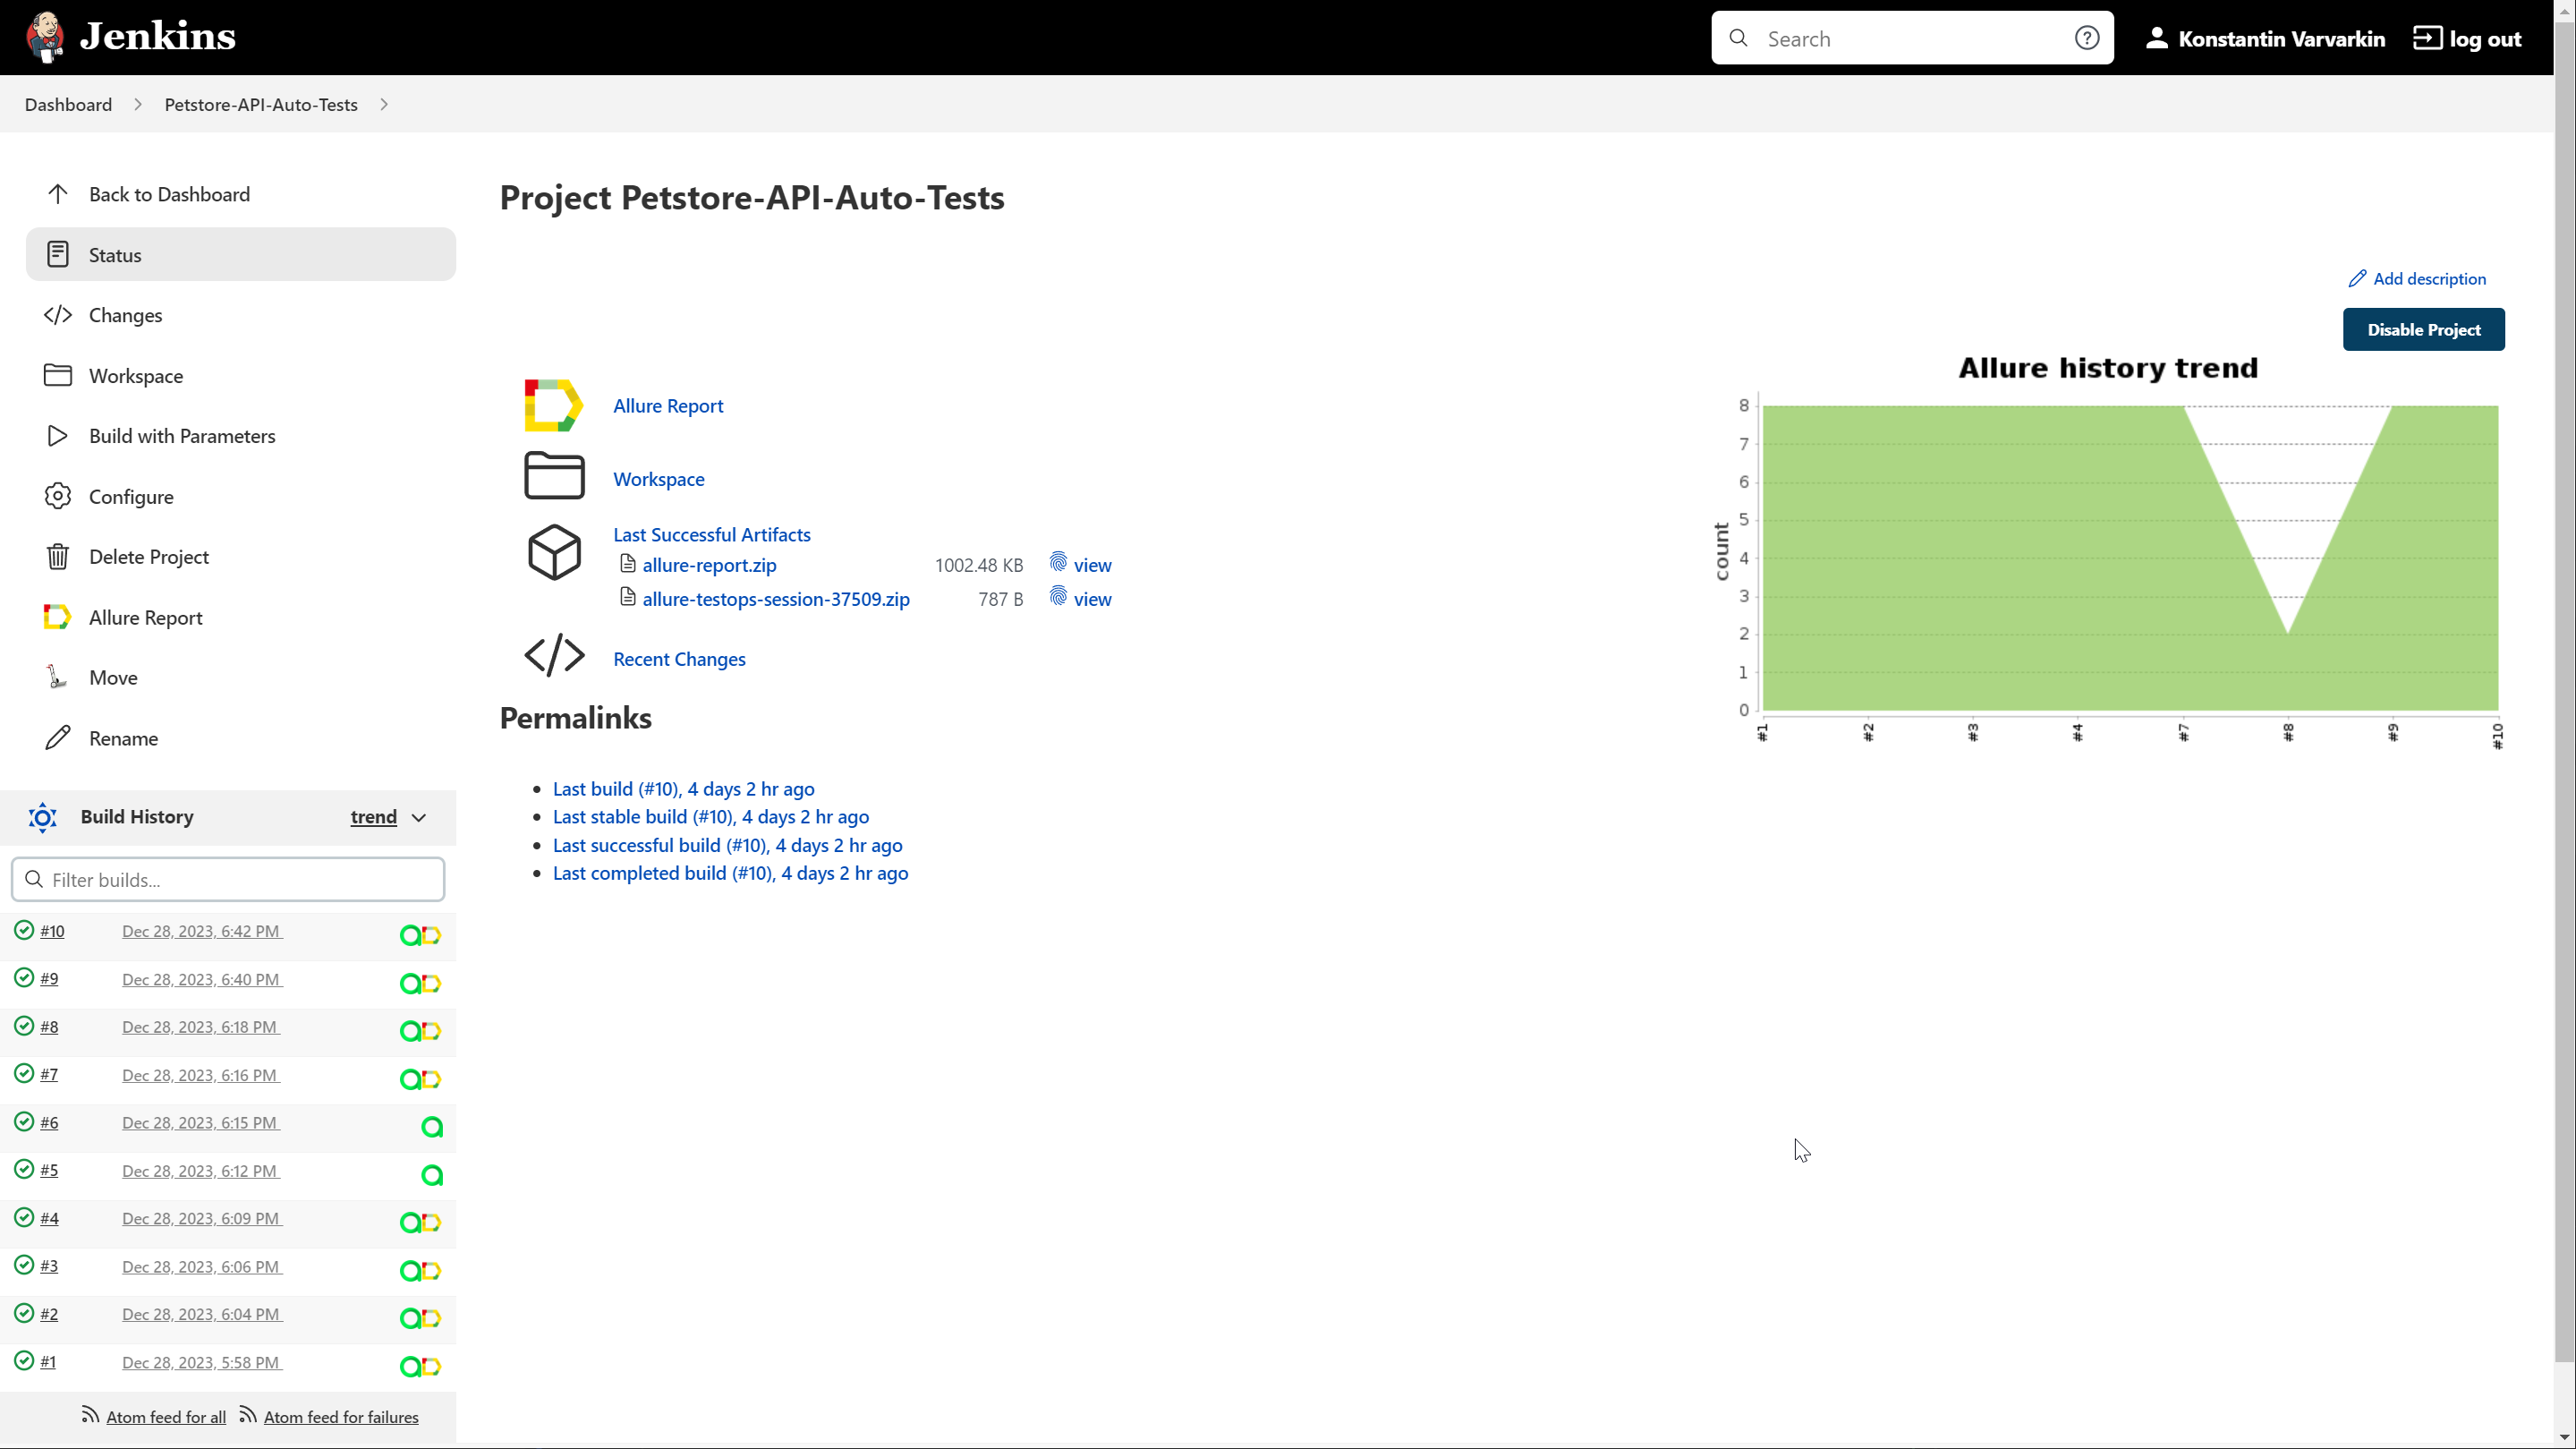 Jenkins
Search
Konstantin Varvarkin
log out
Dashboard
Petstore-API-Auto-Tests
Back to Dashboard
Status
Changes
Workspace
Build with Parameters
Configure
Delete Project
Allure Report
Move
Rename
Build History
trend
Filter builds...
#10 Dec 28, 2023, 6:42 PM
#9 Dec 28, 2023, 6:40 PM
#8 Dec 28, 2023, 6:18 PM
#7 Dec 28, 2023, 6:16 PM
#6 Dec 28, 2023, 6:15 PM
#5 Dec 28, 2023, 6:12 PM
#4 Dec 28, 2023, 6:09 PM
#3 Dec 28, 2023, 6:06 PM
#2 Dec 28, 2023, 6:04 PM
#1 Dec 28, 2023, 5:58 PM
Atom feed for all
Atom feed for failures
Project Petstore-API-Auto-Tests
Add description
Disable Project
Allure Report
Workspace
Last Successful Artifacts
allure-report.zip 1002.48 KB view
allure-testops-session-37509.zip 787 B view
Recent Changes
Permalinks
Last build (#10), 4 days 2 hr ago
Last stable build (#10), 4 days 2 hr ago
Last successful build (#10), 4 days 2 hr ago
Last completed build (#10), 4 days 2 hr ago
Allure history trend
count
8
7
6
5
4
3
2
1
0
#1
#2
#3
#4
#7
#8
#9
#10